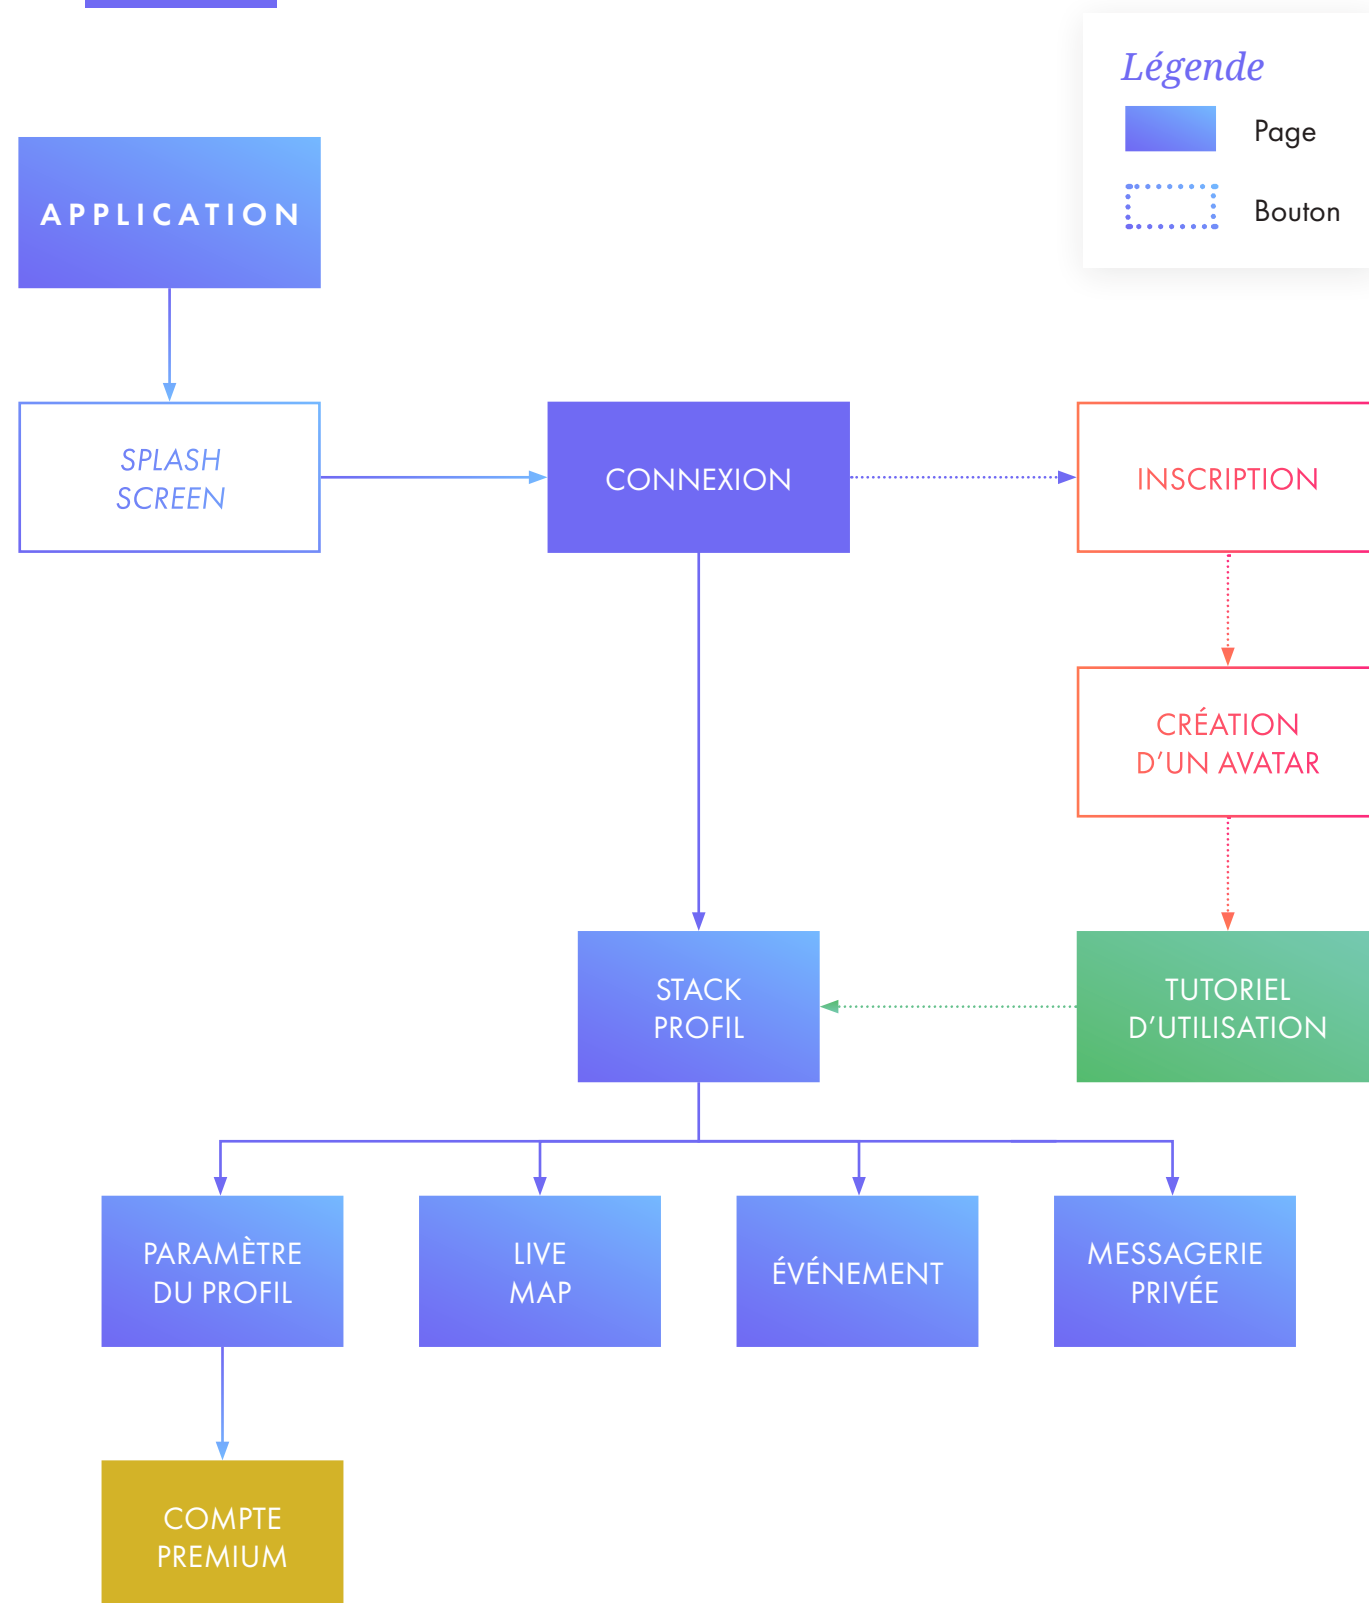 Légende
Page
Bouton
APPLICATION
SPLASH
SCREEN
CONNEXION
INSCRIPTION
CRÉATION
D’UN AVATAR
STACK
PROFIL
TUTORIEL
D’UTILISATION
PARAMÈTRE
DU PROFIL
LIVE
MAP
ÉVÉNEMENT
MESSAGERIE
PRIVÉE
COMPTE
PREMIUM